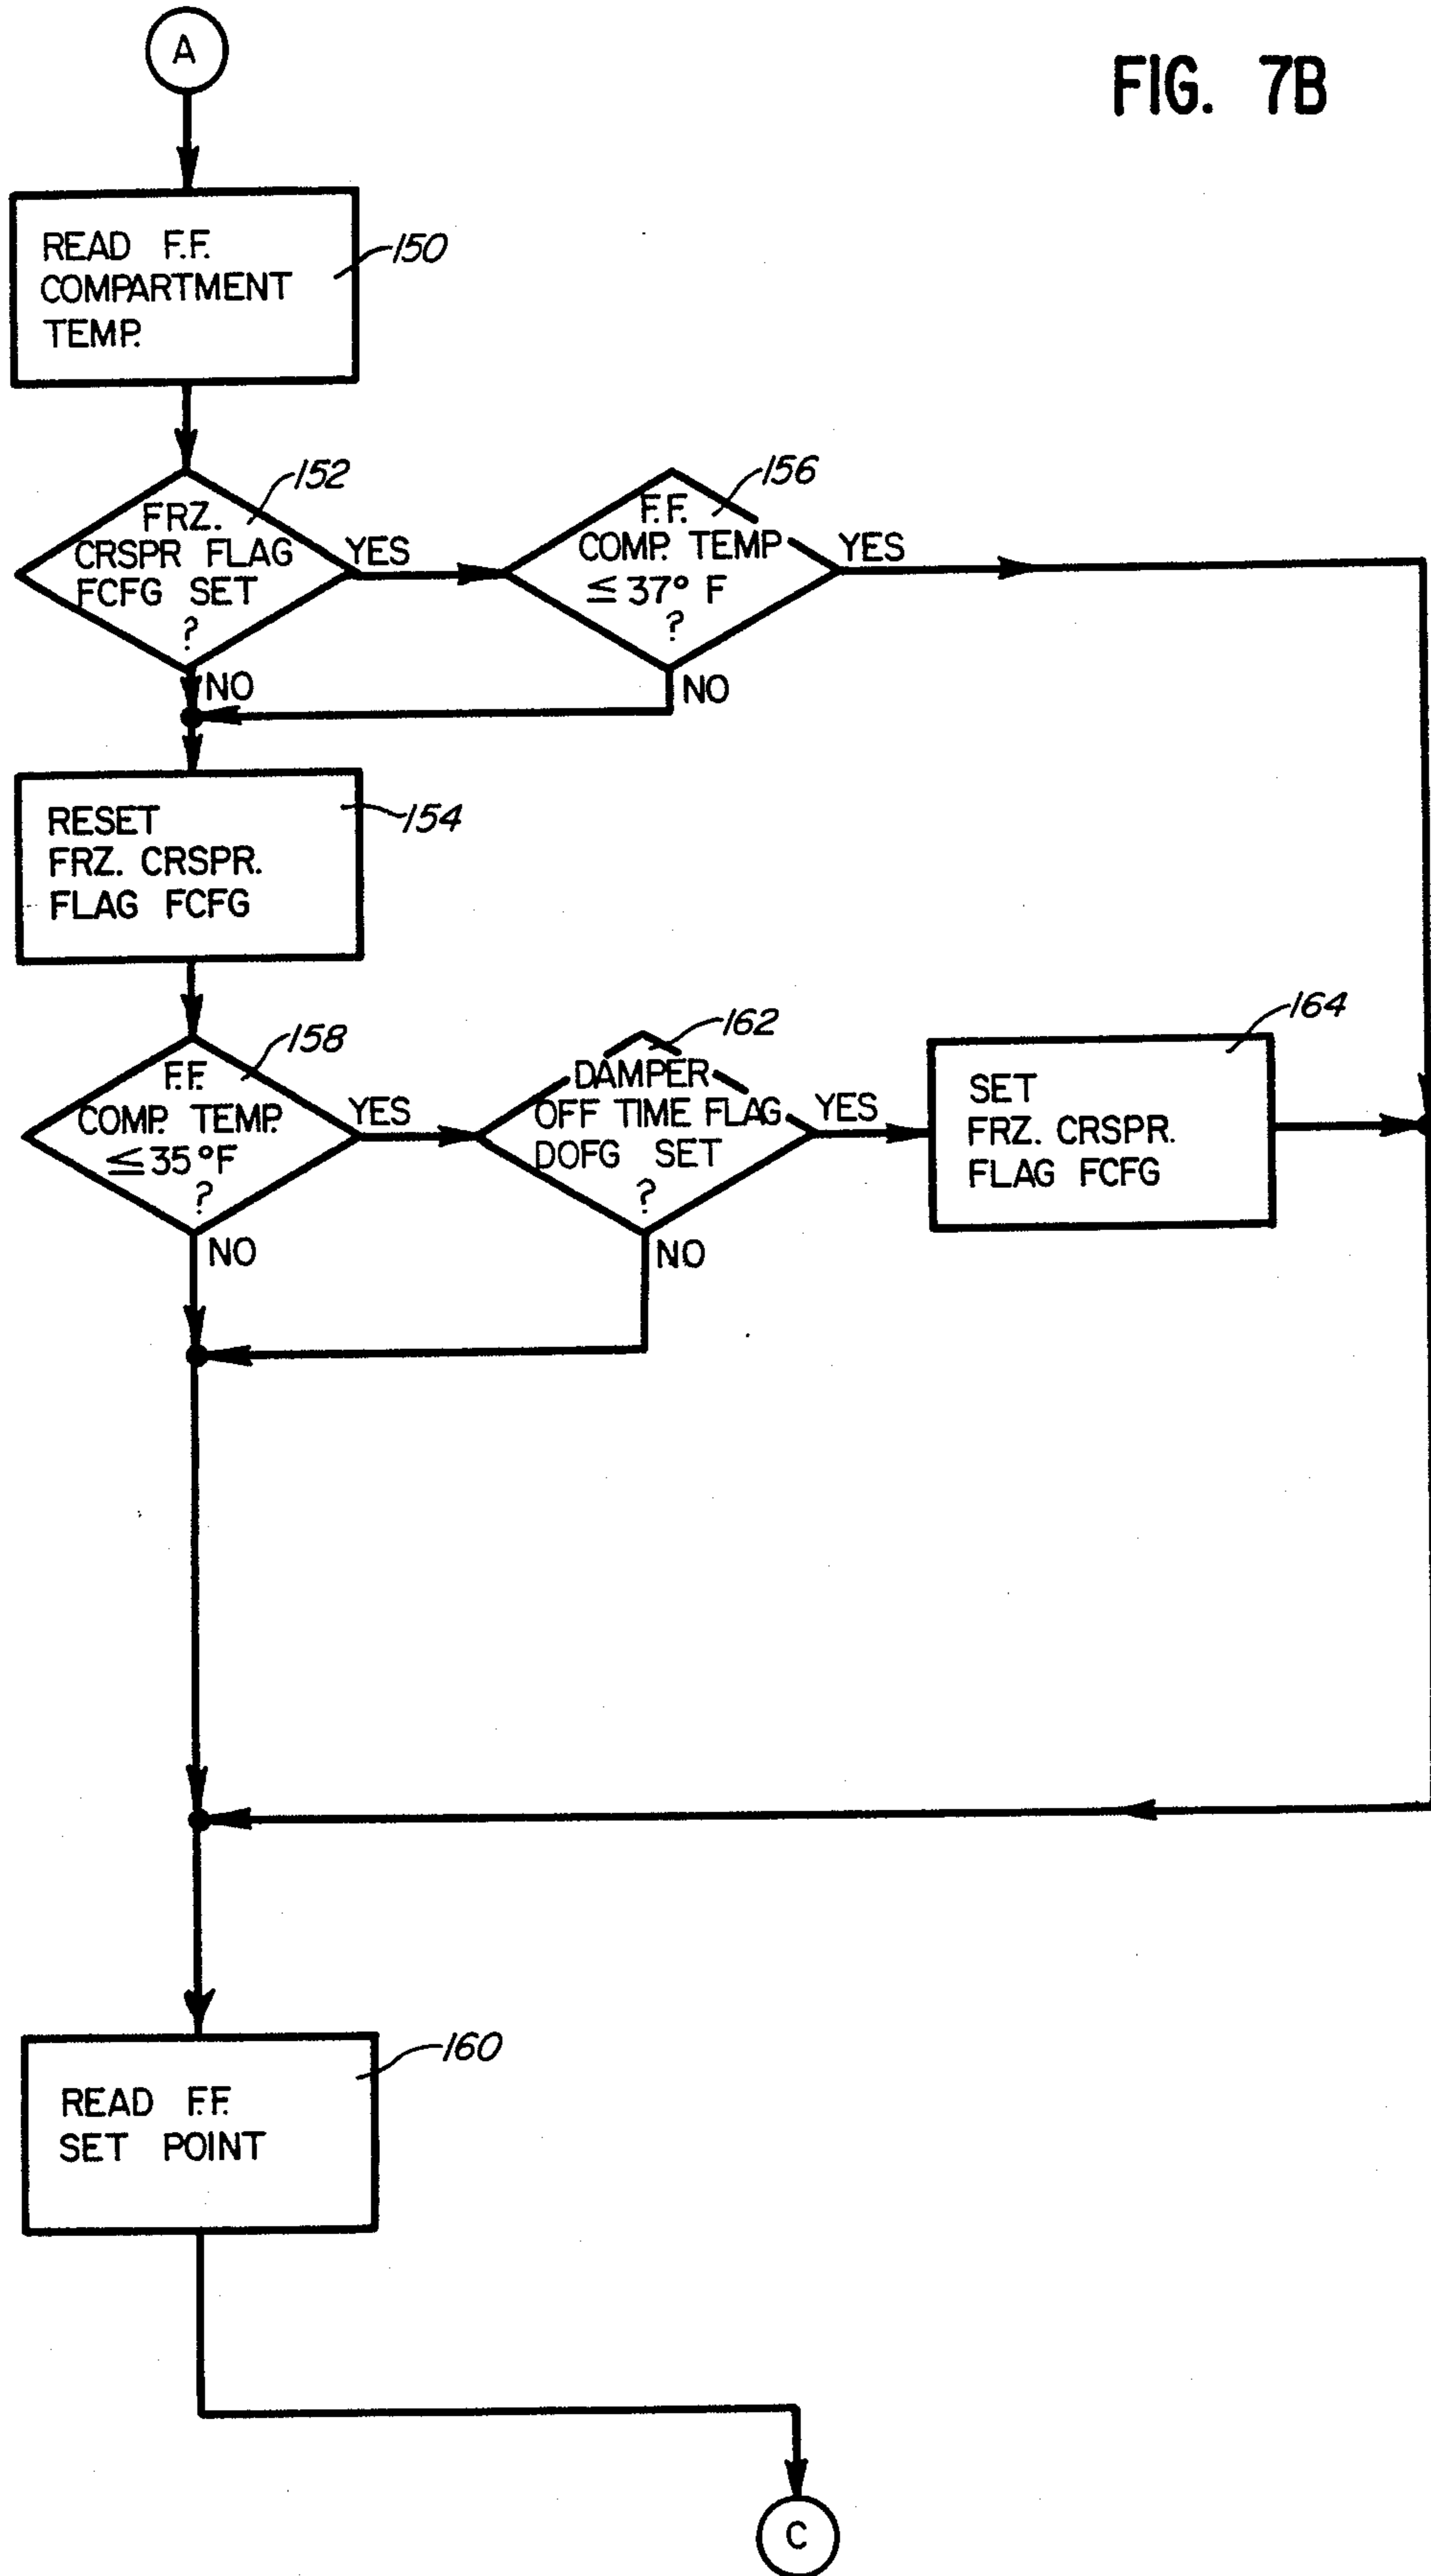 A
FIG. 7B
READ F.F.
COMPARTMENT
TEMP.
150
FRZ.
CRSPR FLAG
FCFG SET
?
152
YES
NO
F.F.
COMP. TEMP
≤ 37° F
?
156
YES
NO
RESET
FRZ. CRSPR.
FLAG FCFG
154
F.F.
COMP. TEMP.
≤ 35°F
?
158
YES
NO
DAMPER
OFF TIME FLAG
DOFG SET
?
162
YES
NO
SET
FRZ. CRSPR.
FLAG FCFG
164
READ F.F.
SET POINT
160
C